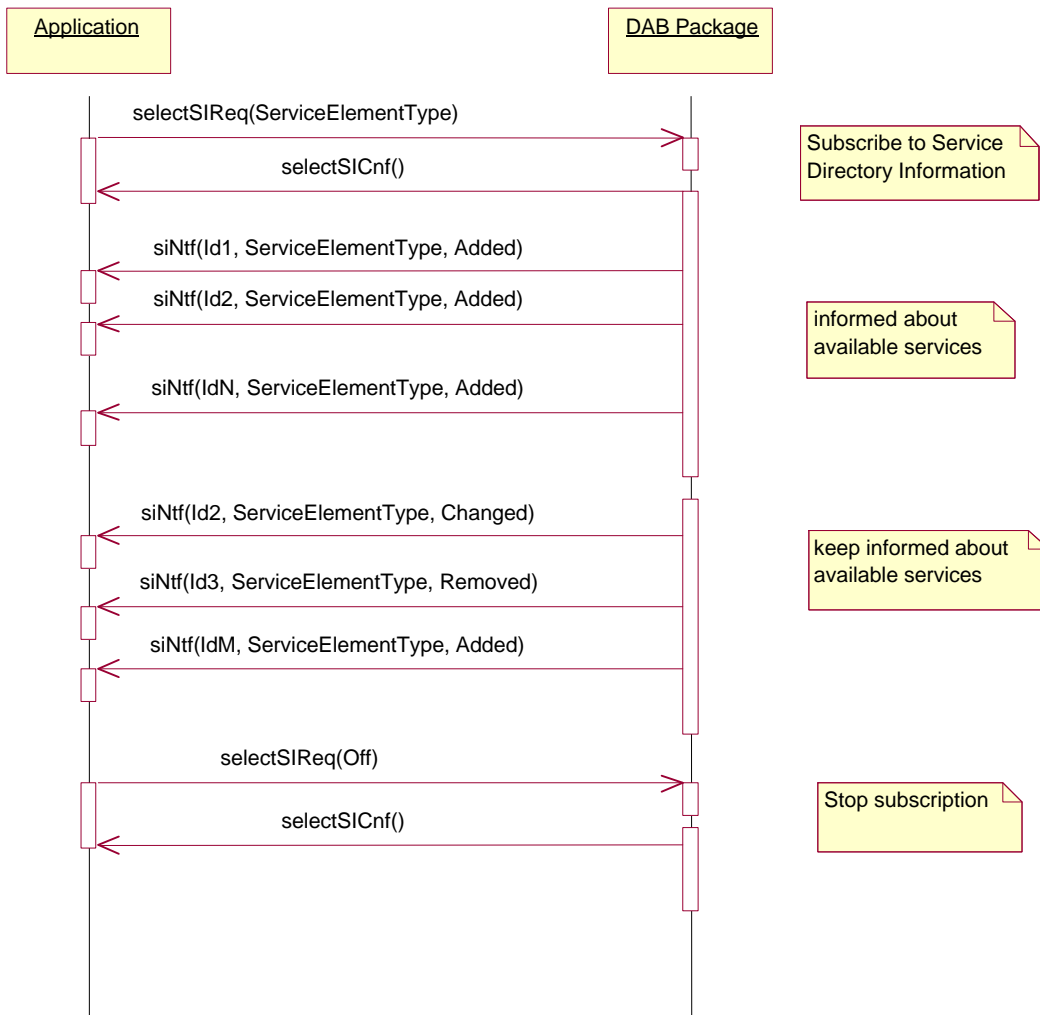 Application
DAB Package
selectSIReq(ServiceElementType)
Subscribe to Service
Directory Information
selectSICnf()
siNtf(Id1, ServiceElementType, Added)
siNtf(Id2, ServiceElementType, Added)
informed about
available services
siNtf(IdN, ServiceElementType, Added)
siNtf(Id2, ServiceElementType, Changed)
keep informed about
available services
siNtf(Id3, ServiceElementType, Removed)
siNtf(IdM, ServiceElementType, Added)
selectSIReq(Off)
Stop subscription
selectSICnf()